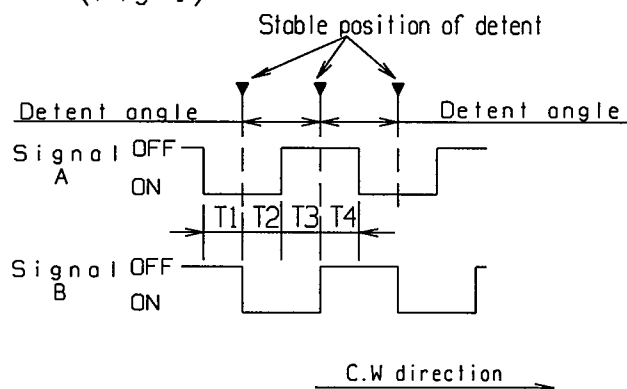 Stable position of detent
Detent angle
Detent angle
Signal OFF
A
ON
T1 T2 T3 T4
Signal OFF
B
ON
C.W direction